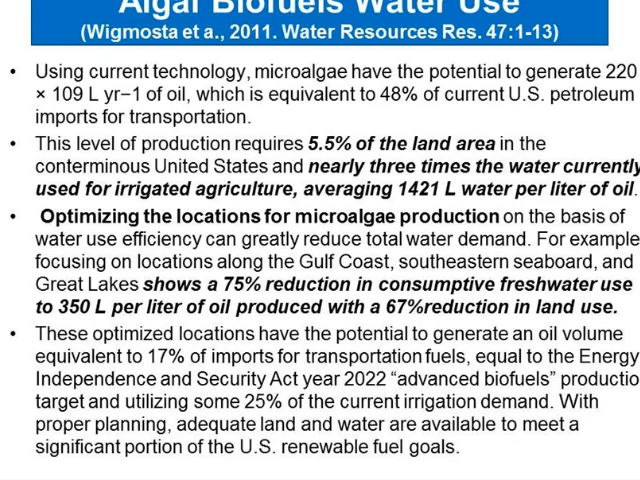 Algal Biofuels Water Use
(Wigmosta et a., 2011. Water Resources Res. 47:1-13)
• Using current technology, microalgae have the potential to generate 220
× 109 L yr−1 of oil, which is equivalent to 48% of current U.S. petroleum
imports for transportation.
• This level of production requires 5.5% of the land area in the
conterminous United States and nearly three times the water currently
used for irrigated agriculture, averaging 1421 L water per liter of oil.
• Optimizing the locations for microalgae production on the basis of
water use efficiency can greatly reduce total water demand. For example
focusing on locations along the Gulf Coast, southeastern seaboard, and
Great Lakes shows a 75% reduction in consumptive freshwater use
to 350 L per liter of oil produced with a 67%reduction in land use.
• These optimized locations have the potential to generate an oil volume
equivalent to 17% of imports for transportation fuels, equal to the Energy
Independence and Security Act year 2022 “advanced biofuels” productio
target and utilizing some 25% of the current irrigation demand. With
proper planning, adequate land and water are available to meet a
significant portion of the U.S. renewable fuel goals.